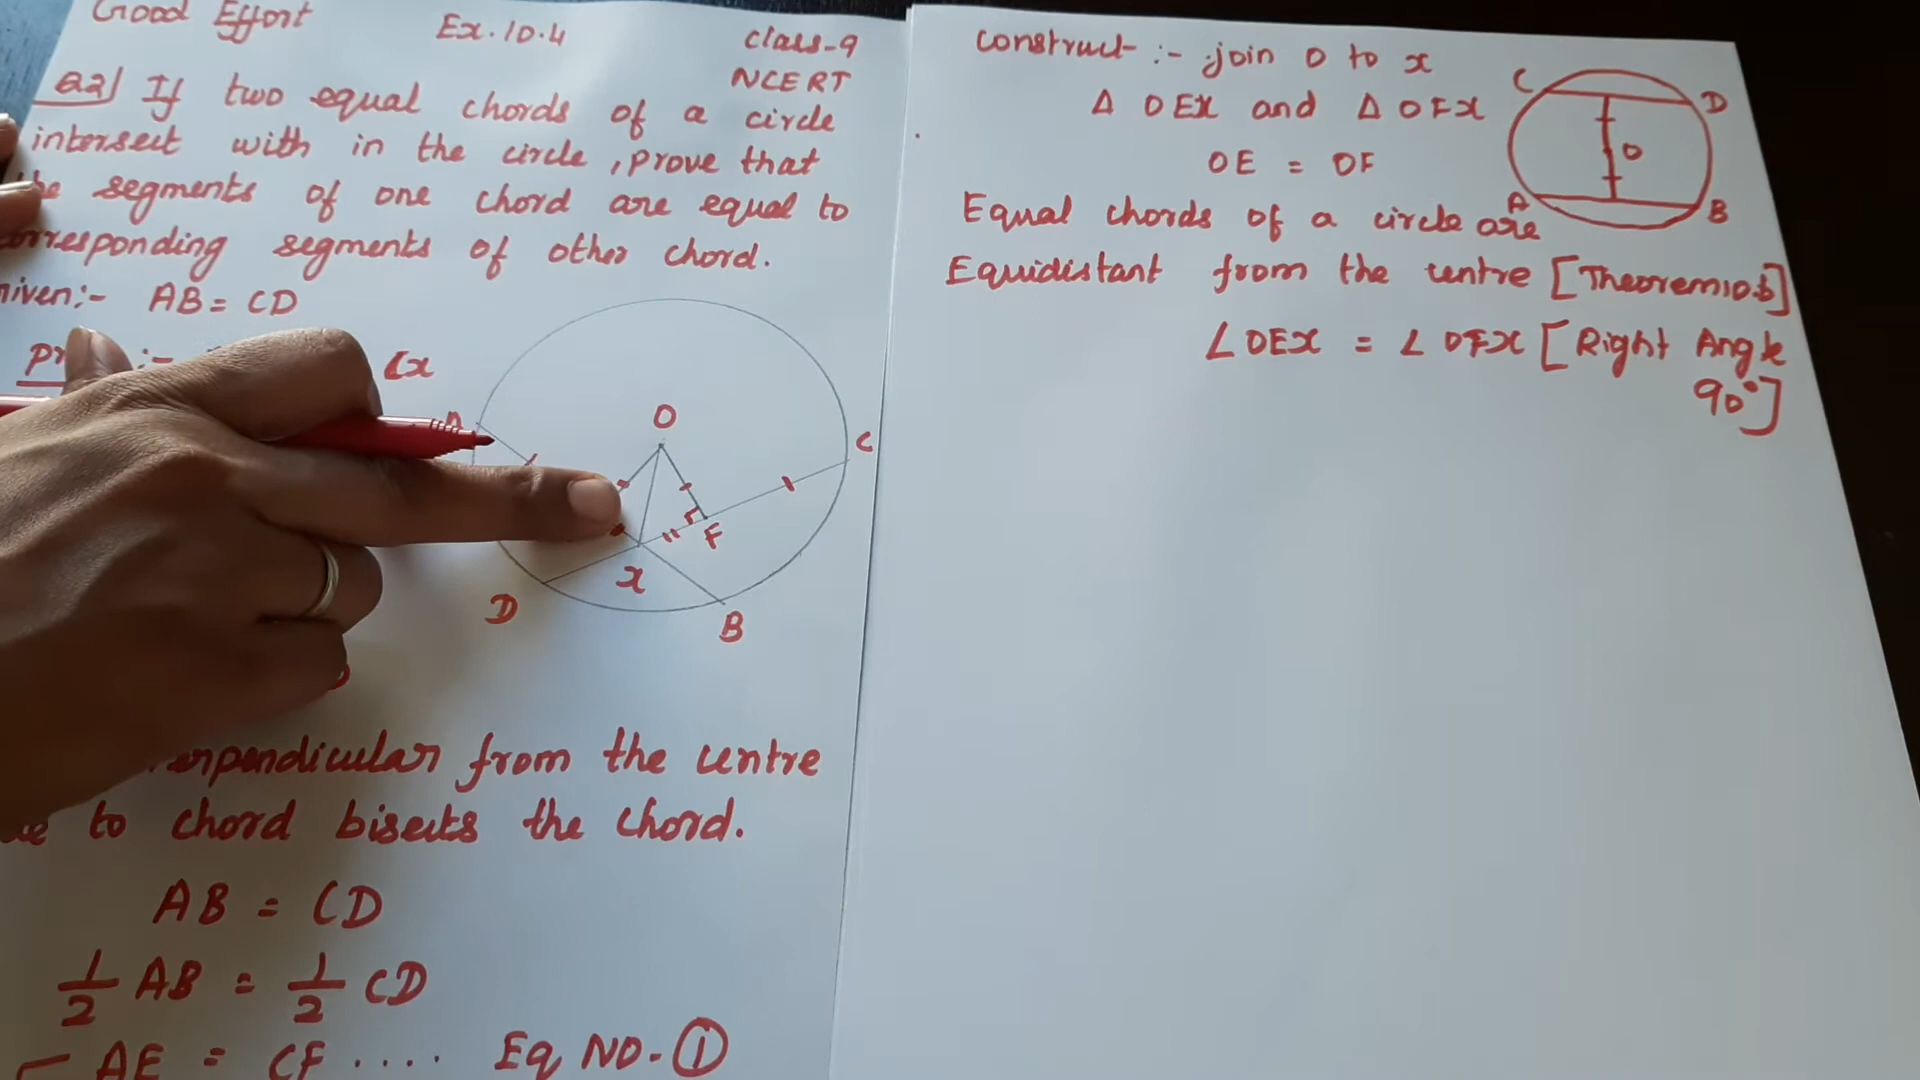 Good Effort Ex.10.4 class-9
NCERT
Q2) If two equal chords of a circle
intersect with in the circle, prove that
the segments of one chord are equal to
corresponding segments of other chord.
AB = CD
:- Cx
A
O
C
F
x
D
B
perpendicular from the centre
to chord bisects the chord.
AB = CD
1/2 AB = 1/2 CD
AE = CF .... Eq NO-①
construct :- join O to x
Δ OEX and Δ OFX
OE = OF
Equal chords of a circle are
Equidistant from the centre [Theorem10.6]
∠OEX = ∠OFX [Right Angle
90°]
C
D
O
A
B